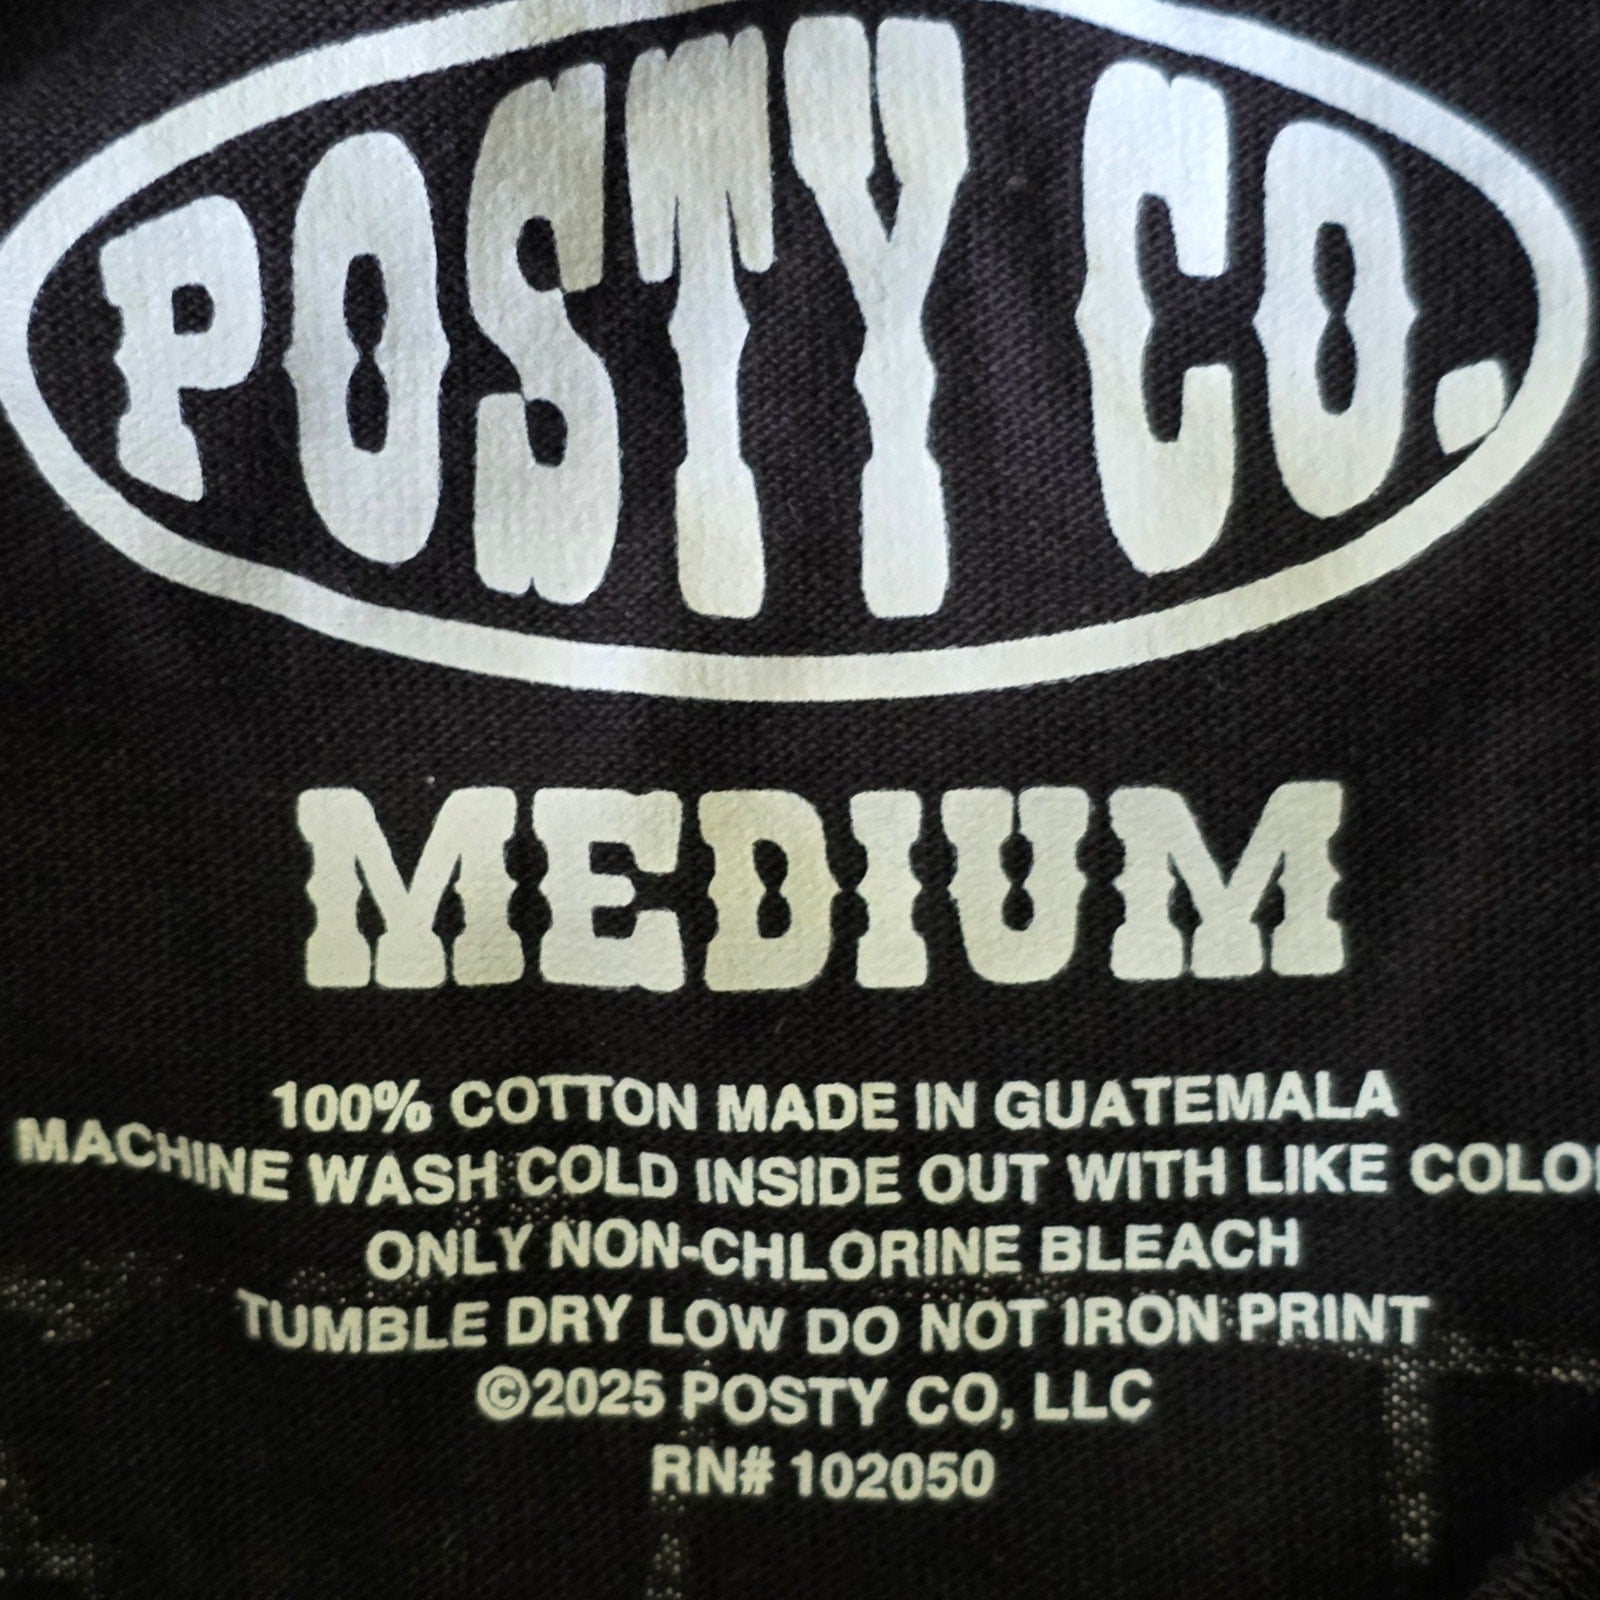 POSTY CO.
MEDIUM
100% COTTON MADE IN GUATEMALA
MACHINE WASH COLD INSIDE OUT WITH LIKE
ONLY NON-CHLORINE BLEACH
TUMBLE DRY LOW DO NOT IRON PRINT
©2025 POSTY CO, LLC
RN# 102050